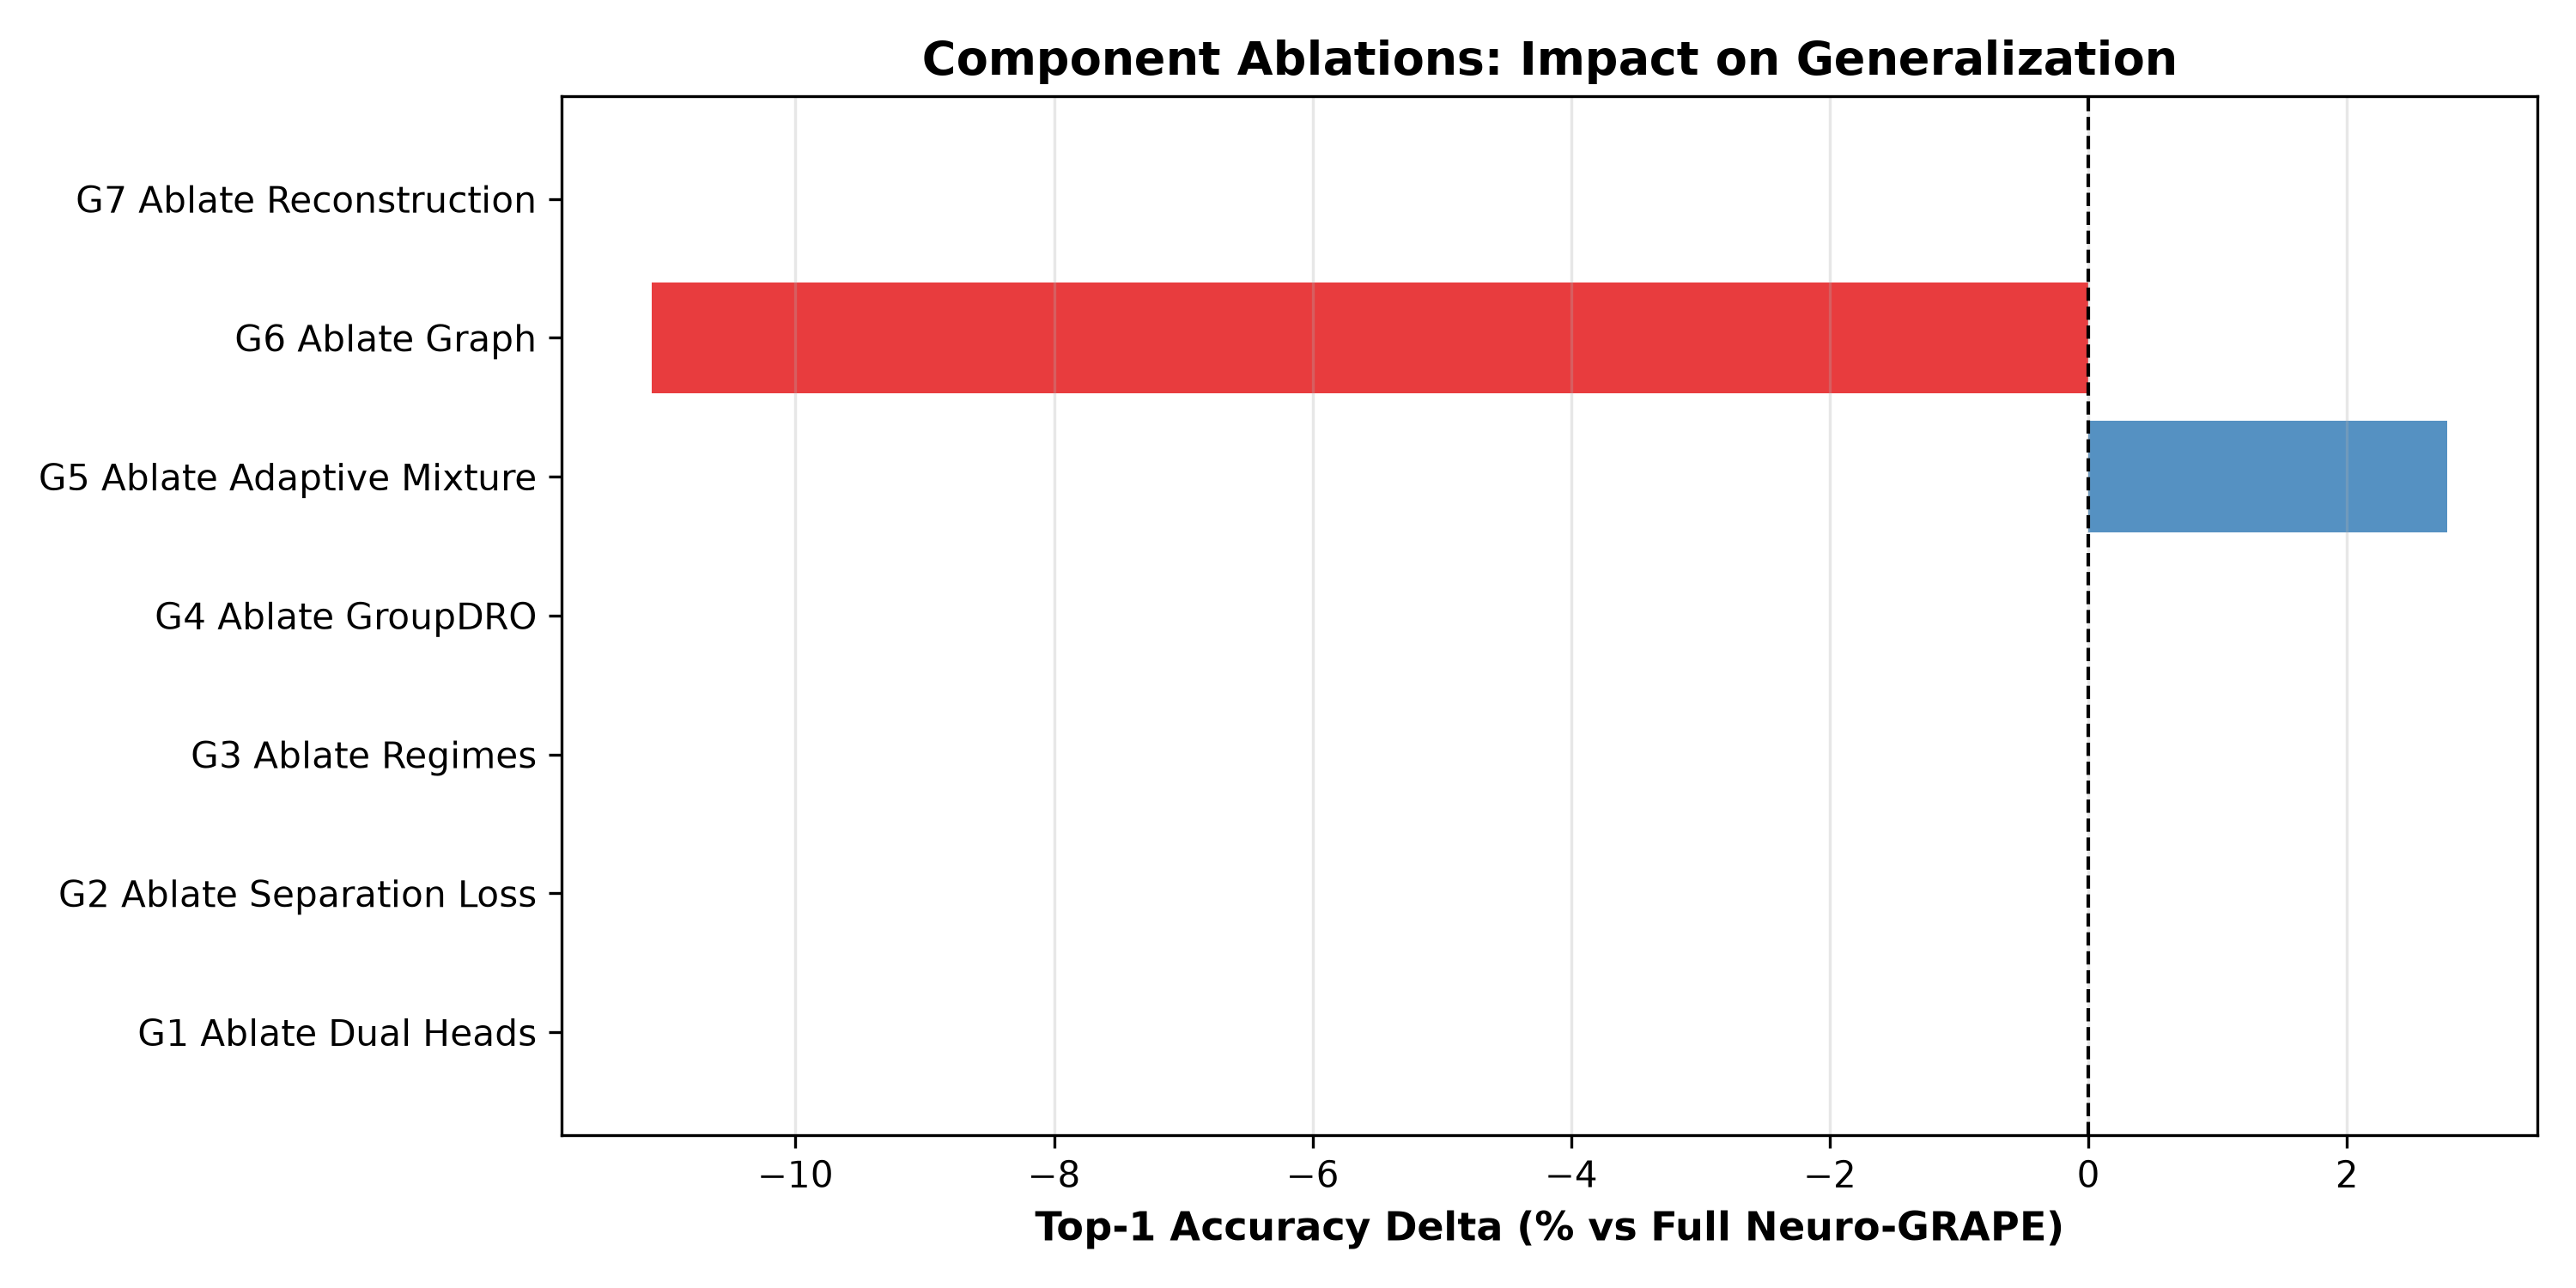 Component Ablations: Impact on Generalization
G7 Ablate Reconstruction
G6 Ablate Graph
G5 Ablate Adaptive Mixture
G4 Ablate GroupDRO
G3 Ablate Regimes
G2 Ablate Separation Loss
G1 Ablate Dual Heads
−10 −8 −6 −4 −2 0 2
Top-1 Accuracy Delta (% vs Full Neuro-GRAPE)